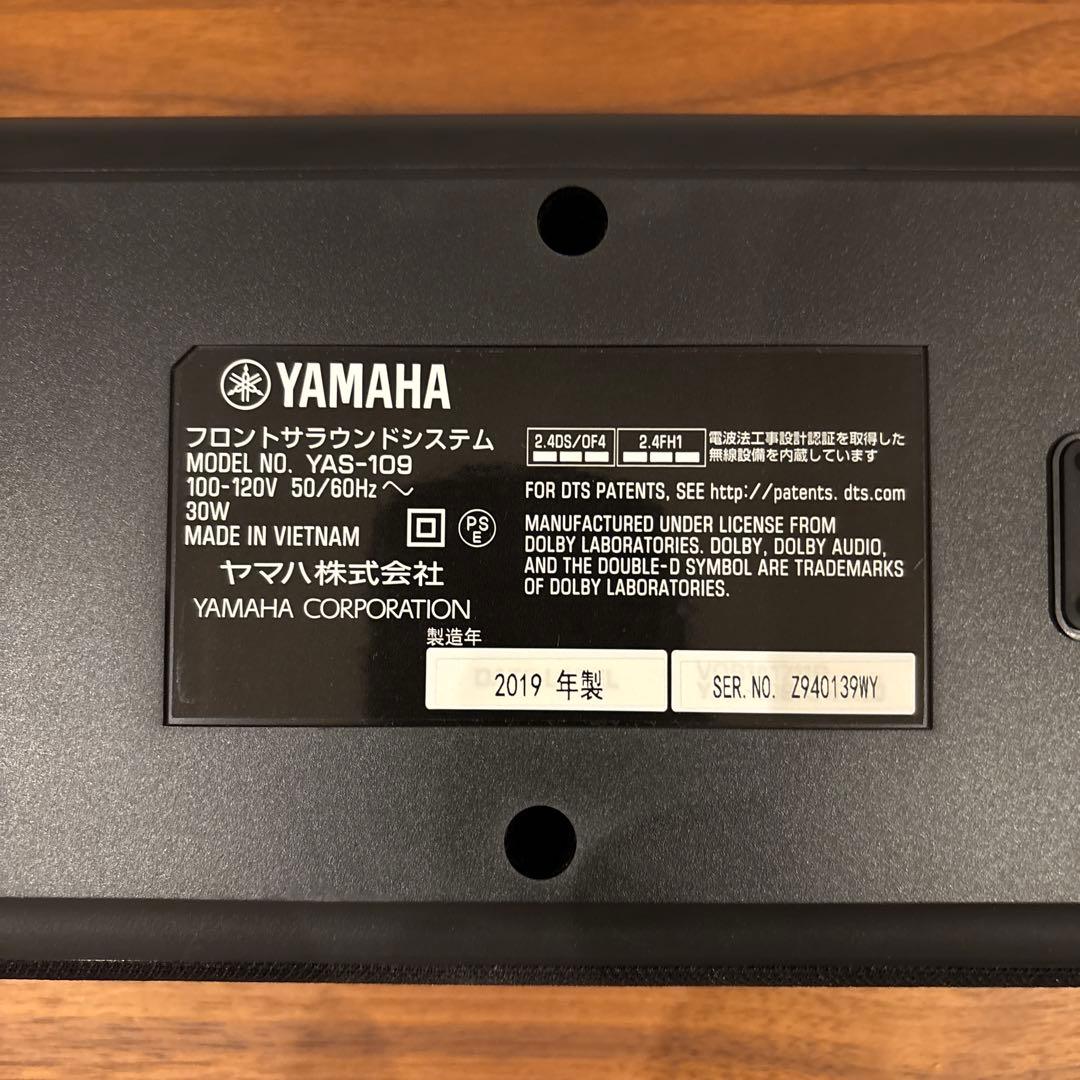 YAMAHA
フロントサラウンドシステム
MODEL NO. YAS-109
100-120V 50/60Hz ~
30W
MADE IN VIETNAM
PS
E
ヤマハ株式会社
YAMAHA CORPORATION
2.4DS/OF4
2.4FH1
電波法工事設計認証を取得した
無線設備を内蔵しています
FOR DTS PATENTS, SEE http://patents. dts.com
MANUFACTURED UNDER LICENSE FROM
DOLBY LABORATORIES. DOLBY, DOLBY AUDIO,
AND THE DOUBLE-D SYMBOL ARE TRADEMARKS
OF DOLBY LABORATORIES.
製造年
2019 年製
SER. NO. Z940139WY